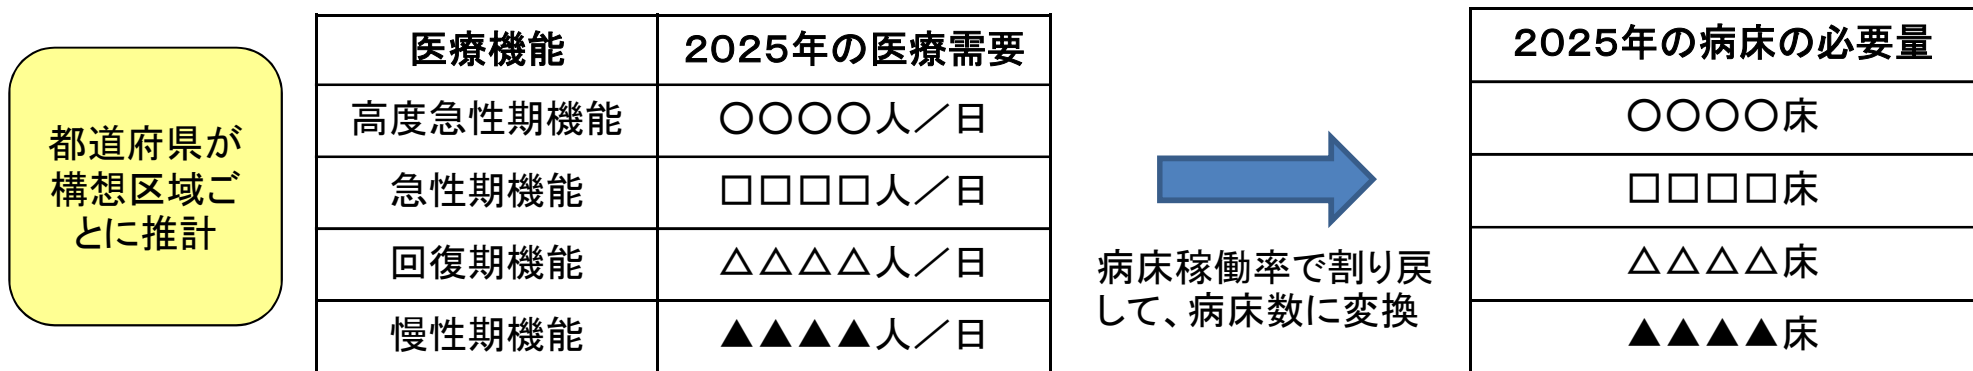 都道府県が
構想区域ご
とに推計
医療機能 2025年の医療需要
高度急性期機能 ○○○○人／日
急性期機能 □□□□人／日
回復期機能 △△△△人／日
慢性期機能 ▲▲▲▲人／日
病床稼働率で割り戻
して、病床数に変換
2025年の病床の必要量
○○○○床
□□□□床
△△△△床
▲▲▲▲床